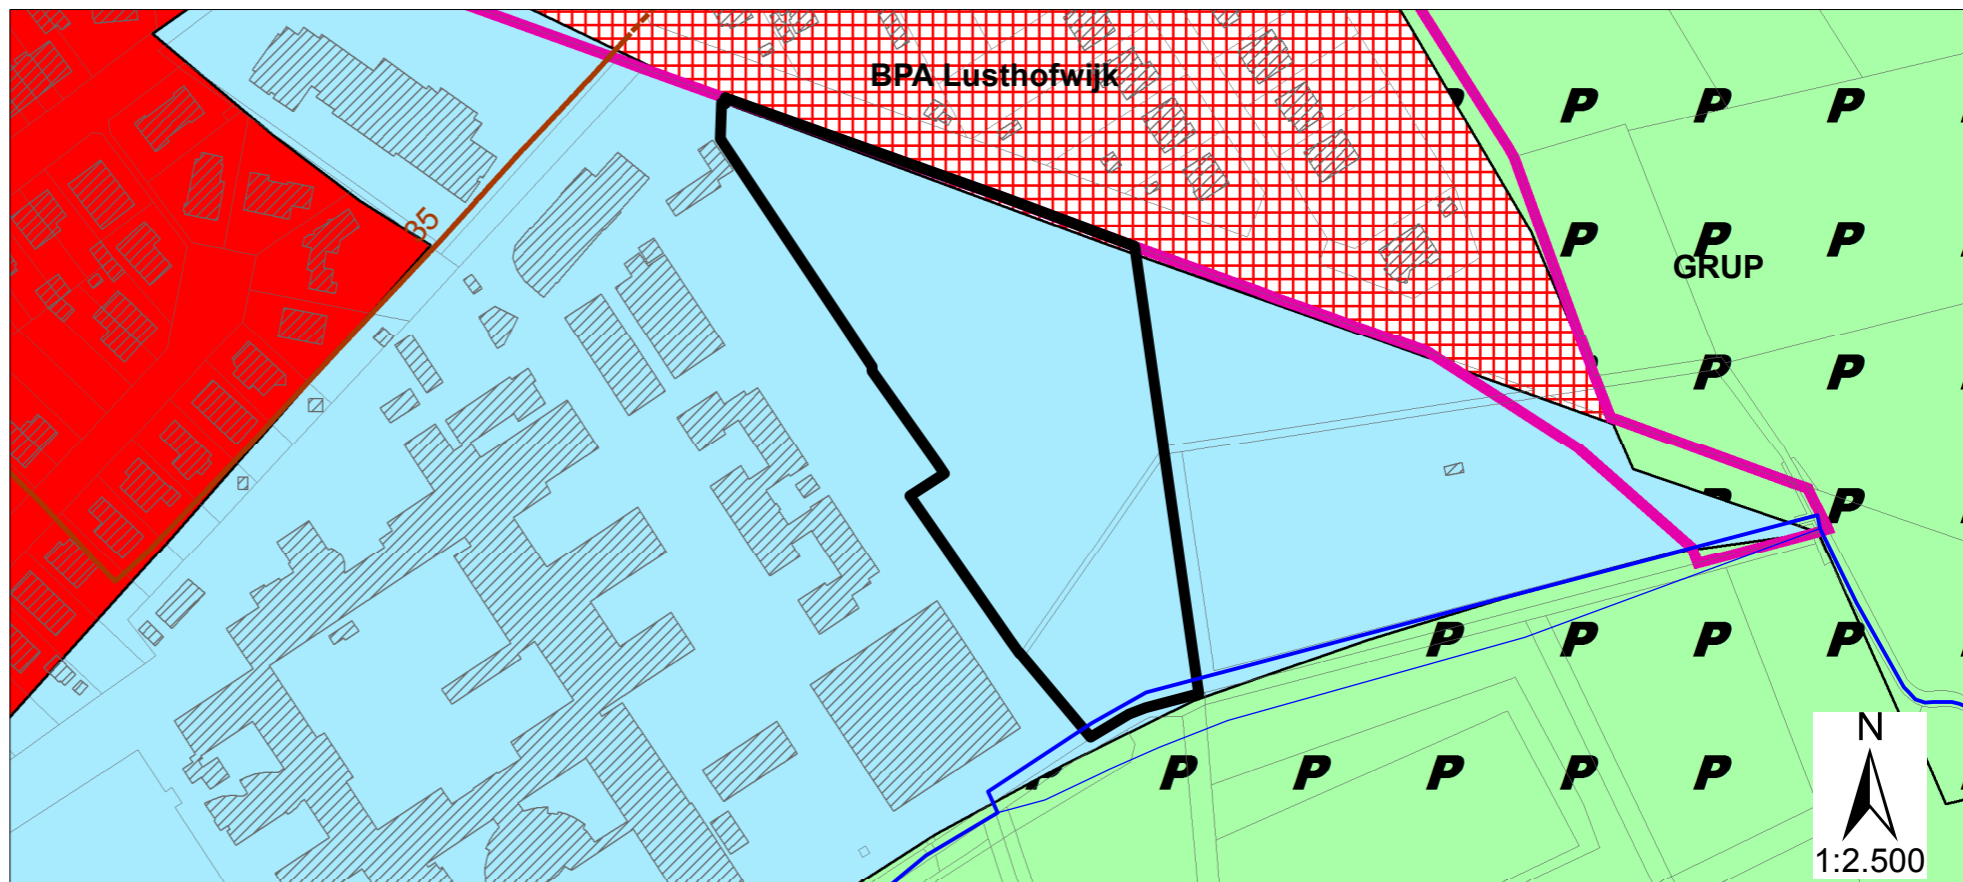 BPA Lusthofwijk
P P P
35
P P P
GRUP
P P
P
P P P P
N
P P P P P
1:2.500